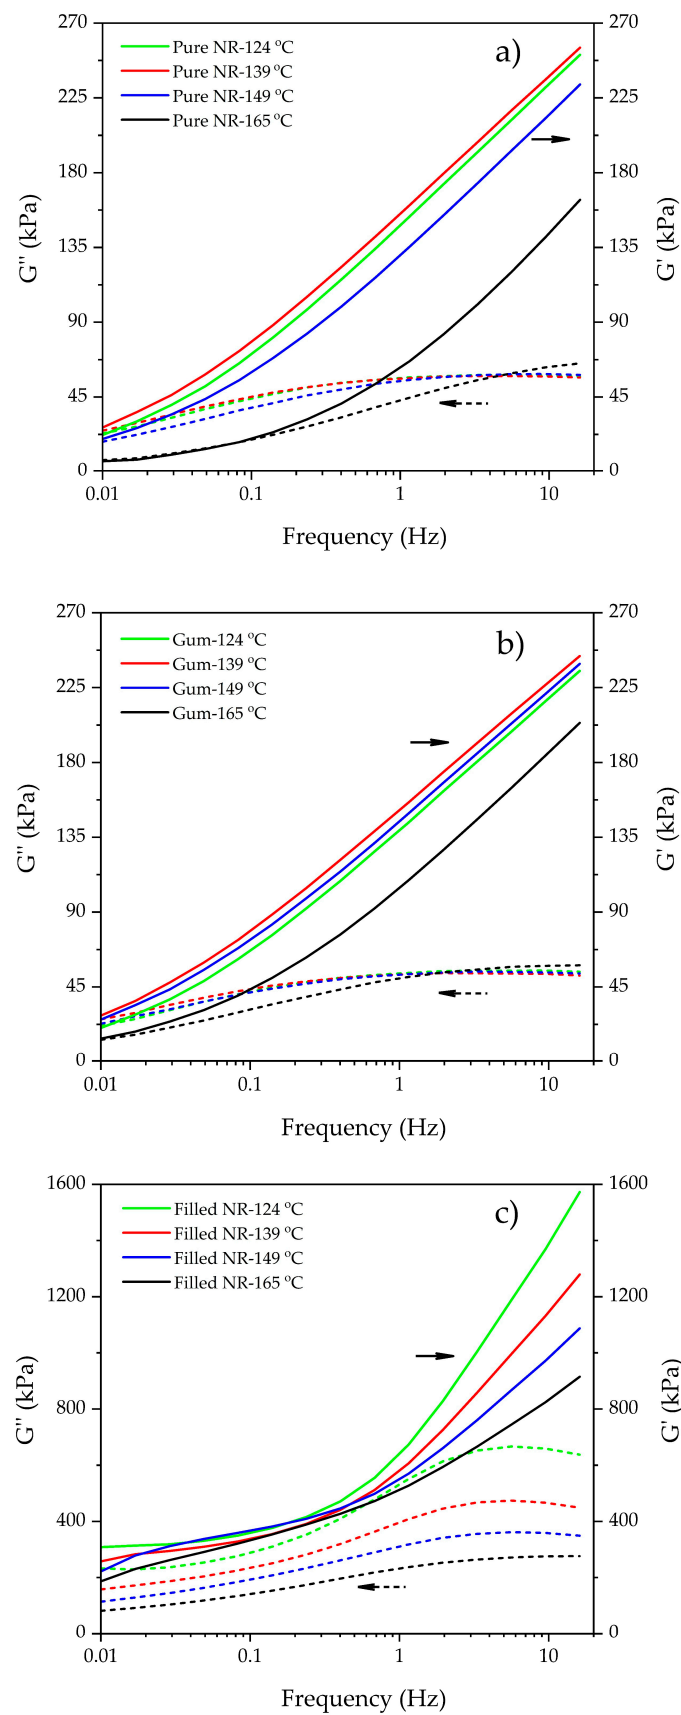 270
270
Pure NR-124 °C
a)
Pure NR-139 °C
225
225
Pure NR-149 °C
Pure NR-165 °C
180
180
G'' (kPa)
G' (kPa)
135
135
90
90
45
45
0
0
0.01
0.1
1
10
Frequency (Hz)
270
270
Gum-124 °C
b)
Gum-139 °C
225
225
Gum-149 °C
Gum-165 °C
180
180
G'' (kPa)
G' (kPa)
135
135
90
90
45
45
0
0
0.01
0.1
1
10
Frequency (Hz)
1600
1600
Filled NR-124 °C
c)
Filled NR-139 °C
Filled NR-149 °C
Filled NR-165 °C
1200
1200
G'' (kPa)
G' (kPa)
800
800
400
400
0
0
0.01
0.1
1
10
Frequency (Hz)